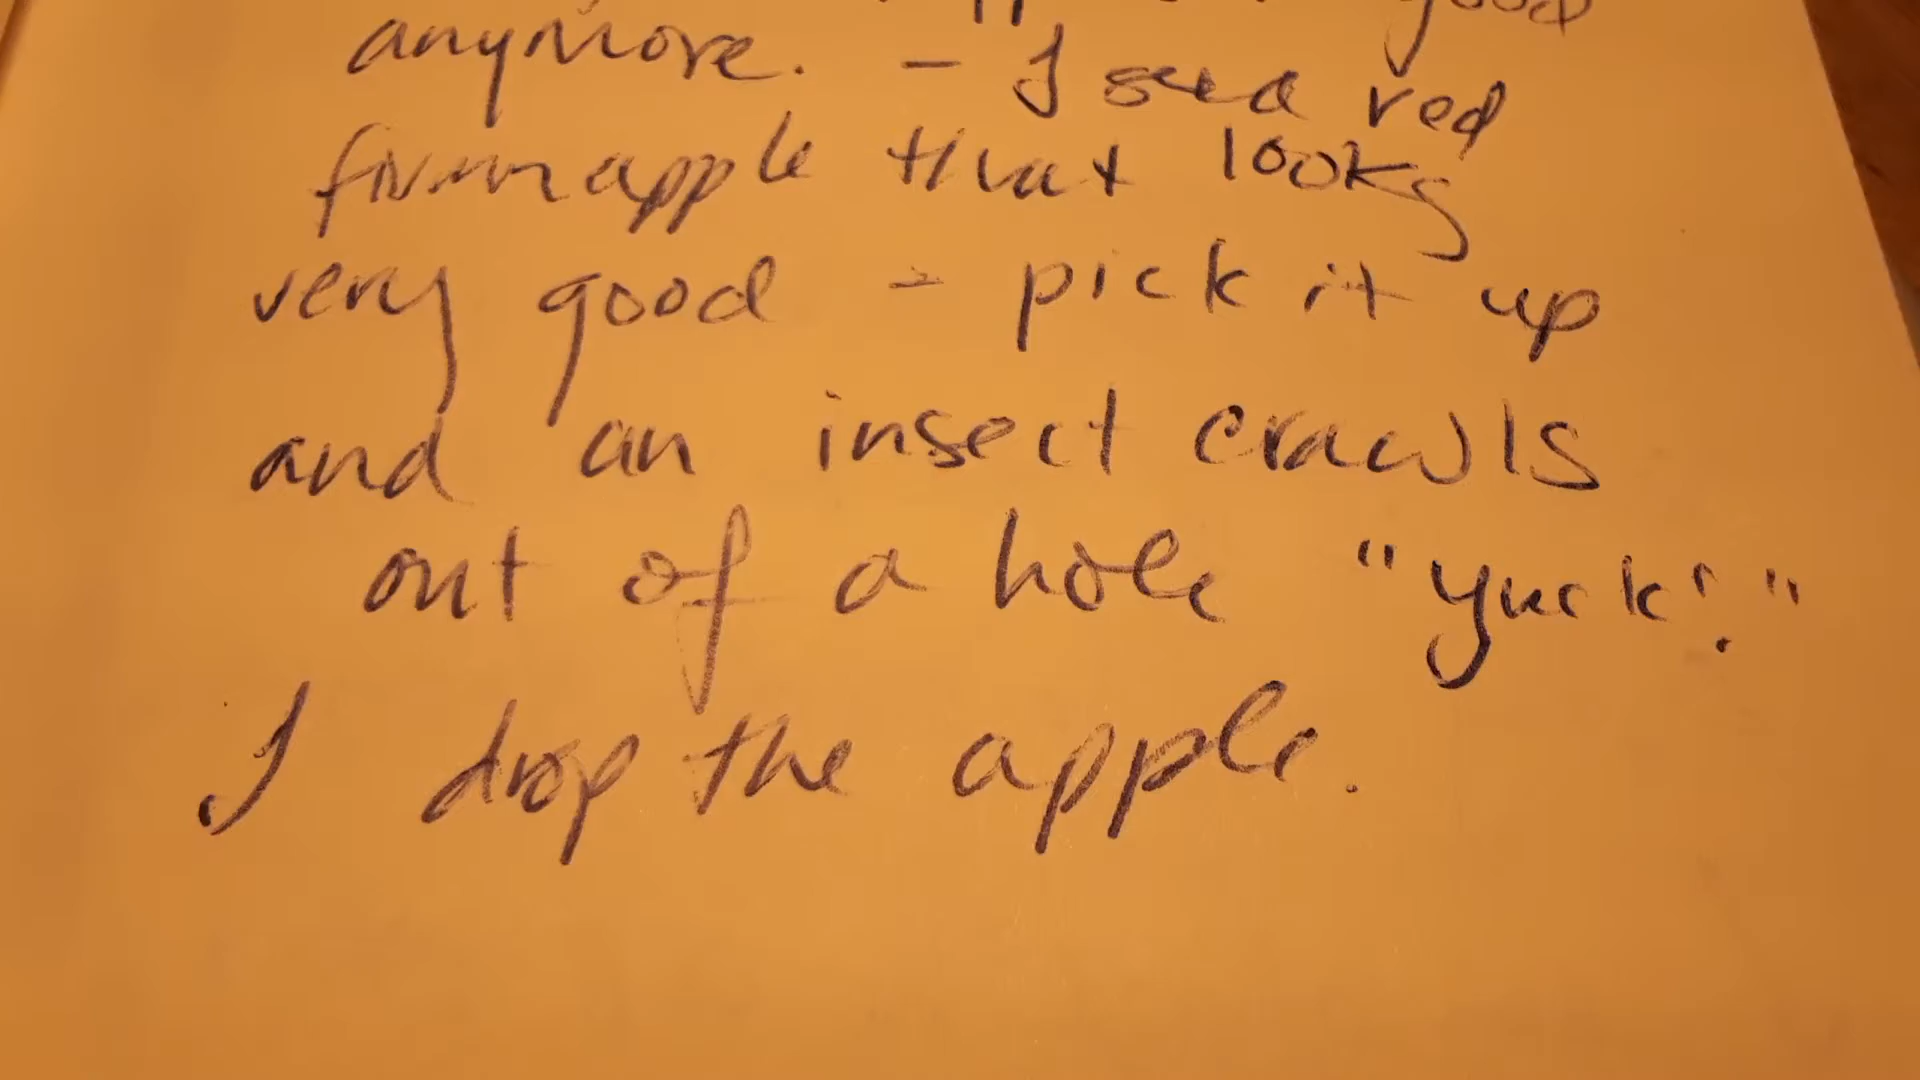 good
anymore. - I see a red
firm apple that looks
very good - pick it up
and an insect crawls
out of a hole "yuck!"
I drop the apple.